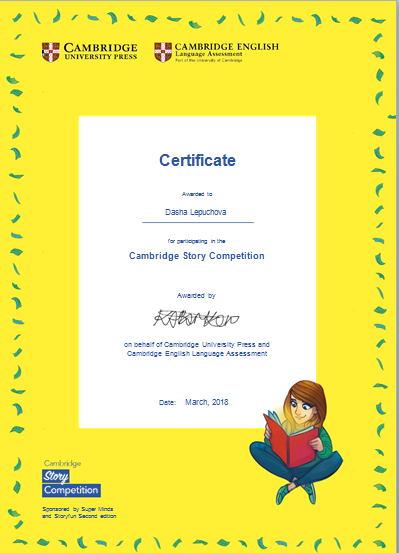 CAMBRIDGE
UNIVERSITY PRESS
CAMBRIDGE ENGLISH
Language Assessment
Part of the University of Cambridge
Certificate
Awarded to
Dasha Lepuchova
for participating in the
Cambridge Story Competition
Awarded by
on behalf of Cambridge University Press and
Cambridge English Language Assessment
Date: March, 2018
Cambridge
Story
Competition
Sponsored by Super Minds
and Storyfun Second edition